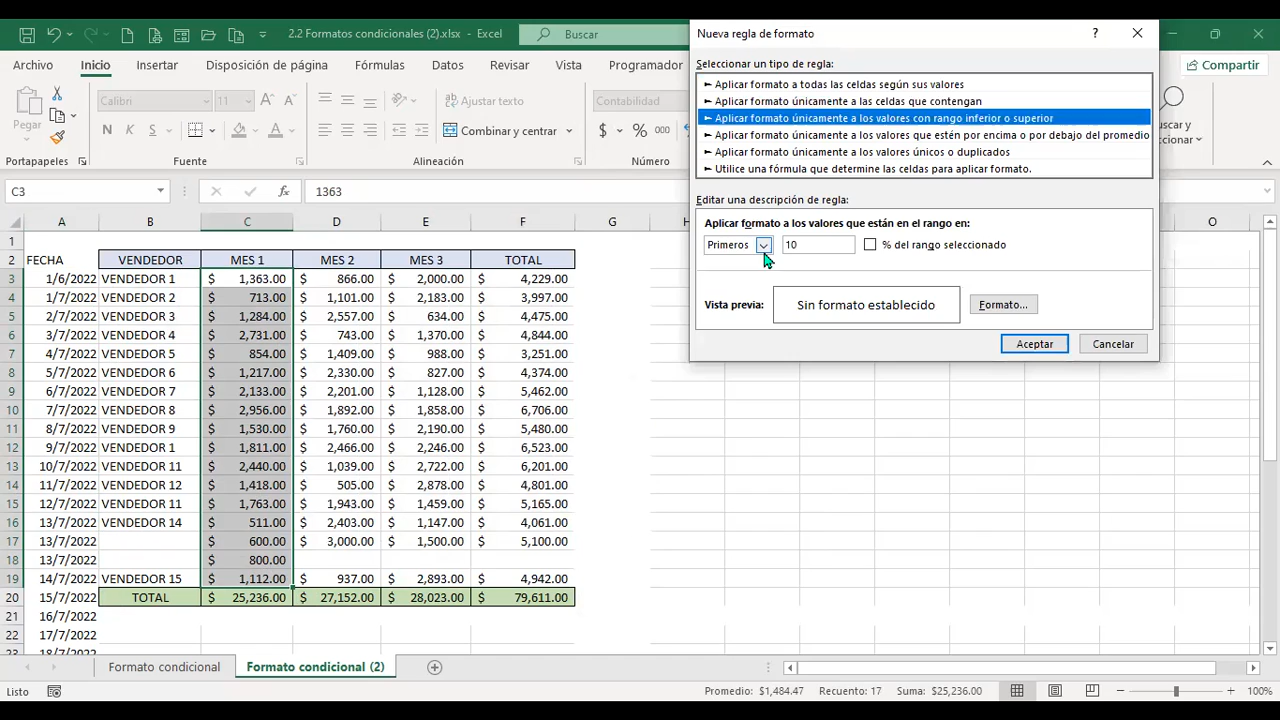 2.2 Formatos condicionales (2).xlsx - Excel
Buscar
Archivo Inicio Insertar Disposición de página Fórmulas Datos Revisar Vista Programador
Compartir
Pegar
Calibri 11
Ajustar texto
Combinar y centrar
Contabilidad
$ % 000
N K S
Buscar y
seleccionar
Portapapeles Fuente Alineación Número
C3 1363
Nueva regla de formato
Seleccionar un tipo de regla:
► Aplicar formato a todas las celdas según sus valores
► Aplicar formato únicamente a las celdas que contengan
► Aplicar formato únicamente a los valores con rango inferior o superior
► Aplicar formato únicamente a los valores que estén por encima o por debajo del promedio
► Aplicar formato únicamente a los valores únicos o duplicados
► Utilice una fórmula que determine las celdas para aplicar formato.
Editar una descripción de regla:
Aplicar formato a los valores que están en el rango en:
Primeros 10 % del rango seleccionado
Vista previa: Sin formato establecido Formato...
Aceptar Cancelar
A B C D E F G H O
1
2 FECHA VENDEDOR MES 1 MES 2 MES 3 TOTAL
3 1/6/2022 VENDEDOR 1 $ 1,363.00 $ 866.00 $ 2,000.00 $ 4,229.00
4 1/7/2022 VENDEDOR 2 $ 713.00 $ 1,101.00 $ 2,183.00 $ 3,997.00
5 2/7/2022 VENDEDOR 3 $ 1,284.00 $ 2,557.00 $ 634.00 $ 4,475.00
6 3/7/2022 VENDEDOR 4 $ 2,731.00 $ 743.00 $ 1,370.00 $ 4,844.00
7 4/7/2022 VENDEDOR 5 $ 854.00 $ 1,409.00 $ 988.00 $ 3,251.00
8 5/7/2022 VENDEDOR 6 $ 1,217.00 $ 2,330.00 $ 827.00 $ 4,374.00
9 6/7/2022 VENDEDOR 7 $ 2,133.00 $ 2,201.00 $ 1,128.00 $ 5,462.00
10 7/7/2022 VENDEDOR 8 $ 2,956.00 $ 1,892.00 $ 1,858.00 $ 6,706.00
11 8/7/2022 VENDEDOR 9 $ 1,530.00 $ 1,760.00 $ 2,190.00 $ 5,480.00
12 9/7/2022 VENDEDOR 1 $ 1,811.00 $ 2,466.00 $ 2,246.00 $ 6,523.00
13 10/7/2022 VENDEDOR 11 $ 2,440.00 $ 1,039.00 $ 2,722.00 $ 6,201.00
14 11/7/2022 VENDEDOR 12 $ 1,418.00 $ 505.00 $ 2,878.00 $ 4,801.00
15 12/7/2022 VENDEDOR 11 $ 1,763.00 $ 1,943.00 $ 1,459.00 $ 5,165.00
16 13/7/2022 VENDEDOR 14 $ 511.00 $ 2,403.00 $ 1,147.00 $ 4,061.00
17 13/7/2022 $ 600.00 $ 3,000.00 $ 1,500.00 $ 5,100.00
18 13/7/2022 $ 800.00
19 14/7/2022 VENDEDOR 15 $ 1,112.00 $ 937.00 $ 2,893.00 $ 4,942.00
20 15/7/2022 TOTAL $ 25,236.00 $ 27,152.00 $ 28,023.00 $ 79,611.00
21 16/7/2022
22 17/7/2022
23 18/7/2022
Formato condicional Formato condicional (2)
Listo Promedio: $1,484.47 Recuento: 17 Suma: $25,236.00 100%